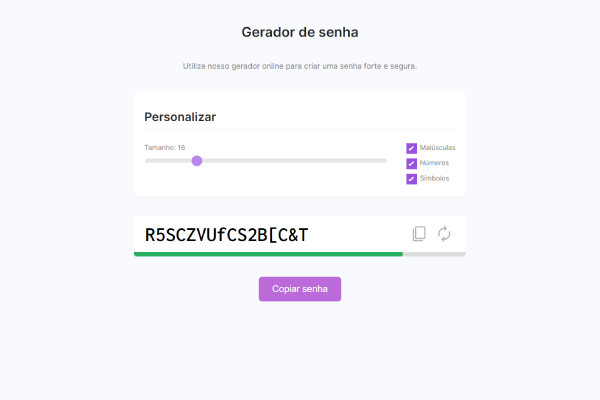 Gerador de senha
Utilize nosso gerador online para criar uma senha forte e segura.
Personalizar
Tamanho: 16
Maiúsculas
Números
Símbolos
R5SCZVUfCS2B[C&T
Copiar senha